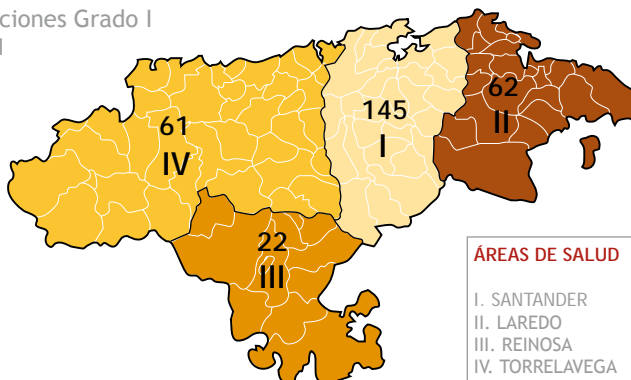 ciones Grado I
62
II
145
I
61
IV
22
III
ÁREAS DE SALUD
I. SANTANDER
II. LAREDO
III. REINOSA
IV. TORRELAVEGA